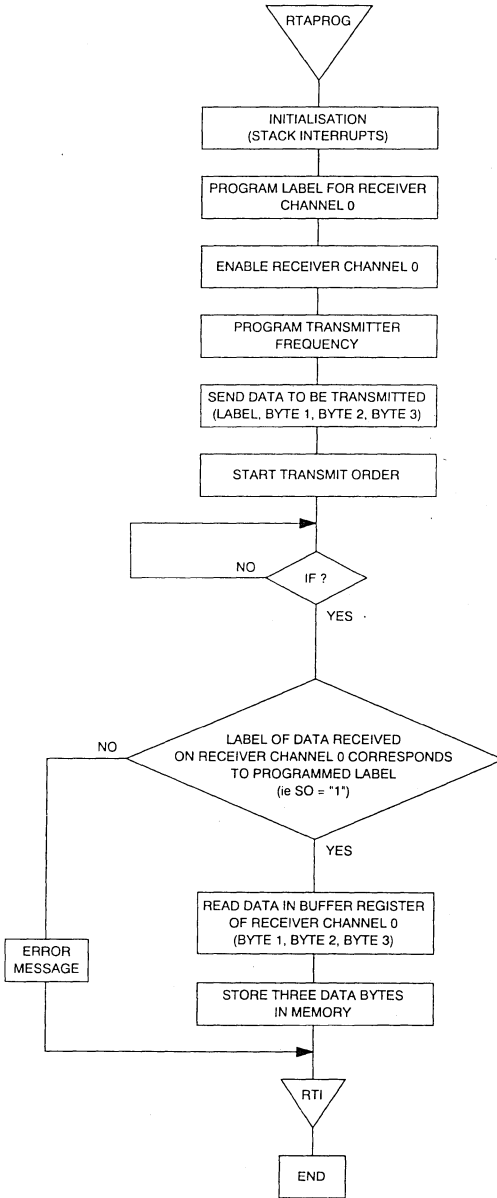 RTAPROG
INITIALISATION
(STACK INTERRUPTS)
PROGRAM LABEL FOR RECEIVER
CHANNEL 0
ENABLE RECEIVER CHANNEL 0
PROGRAM TRANSMITTER
FREQUENCY
SEND DATA TO BE TRANSMITTED
(LABEL, BYTE 1, BYTE 2, BYTE 3)
START TRANSMIT ORDER
NO
IF ?
YES
NO
LABEL OF DATA RECEIVED
ON RECEIVER CHANNEL 0 CORRESPONDS
TO PROGRAMMED LABEL
(ie SO = "1")
YES
READ DATA IN BUFFER REGISTER
OF RECEIVER CHANNEL 0
(BYTE 1, BYTE 2, BYTE 3)
ERROR
MESSAGE
STORE THREE DATA BYTES
IN MEMORY
RTI
END